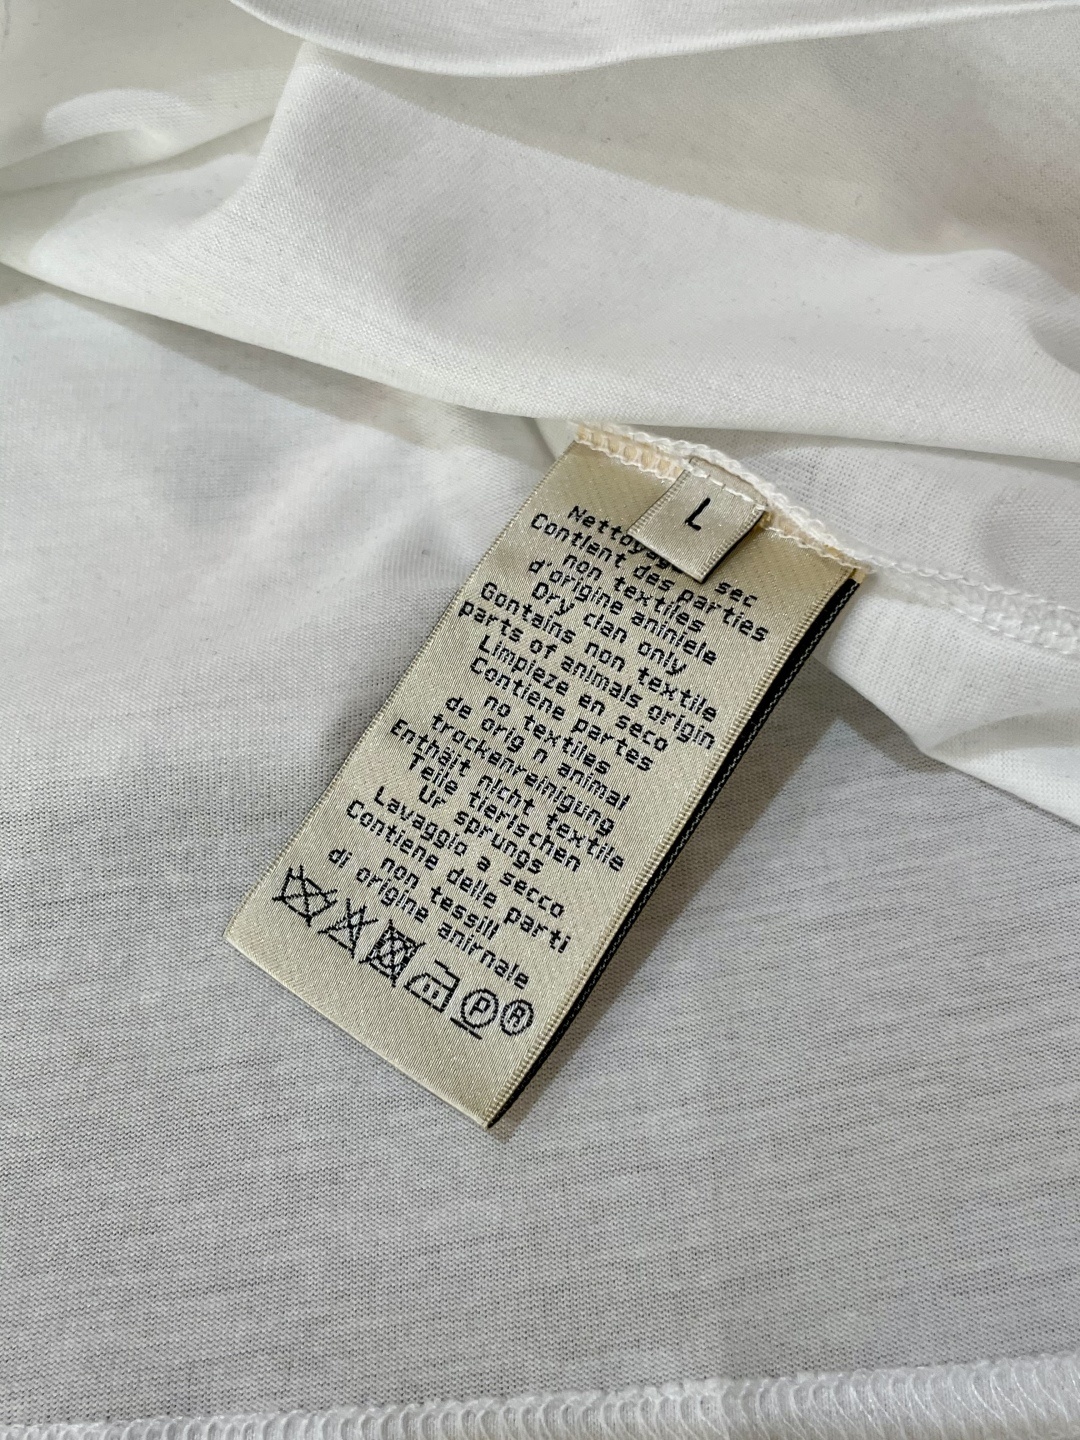 L
Nettoyag sec
Contient des parties
non textiles
d'origine aniniele
Dry clan only
Gontains non textile
parts of animals origin
Limpieze en seco
Contiene partes
no textiles
de orig n animal
trockenreinigung
Enthäit nicht textile
Teile tierischen
Ur sprungs
Lavaggio a secco
Contiene delle parti
non tessili
di origine anirnale
P R